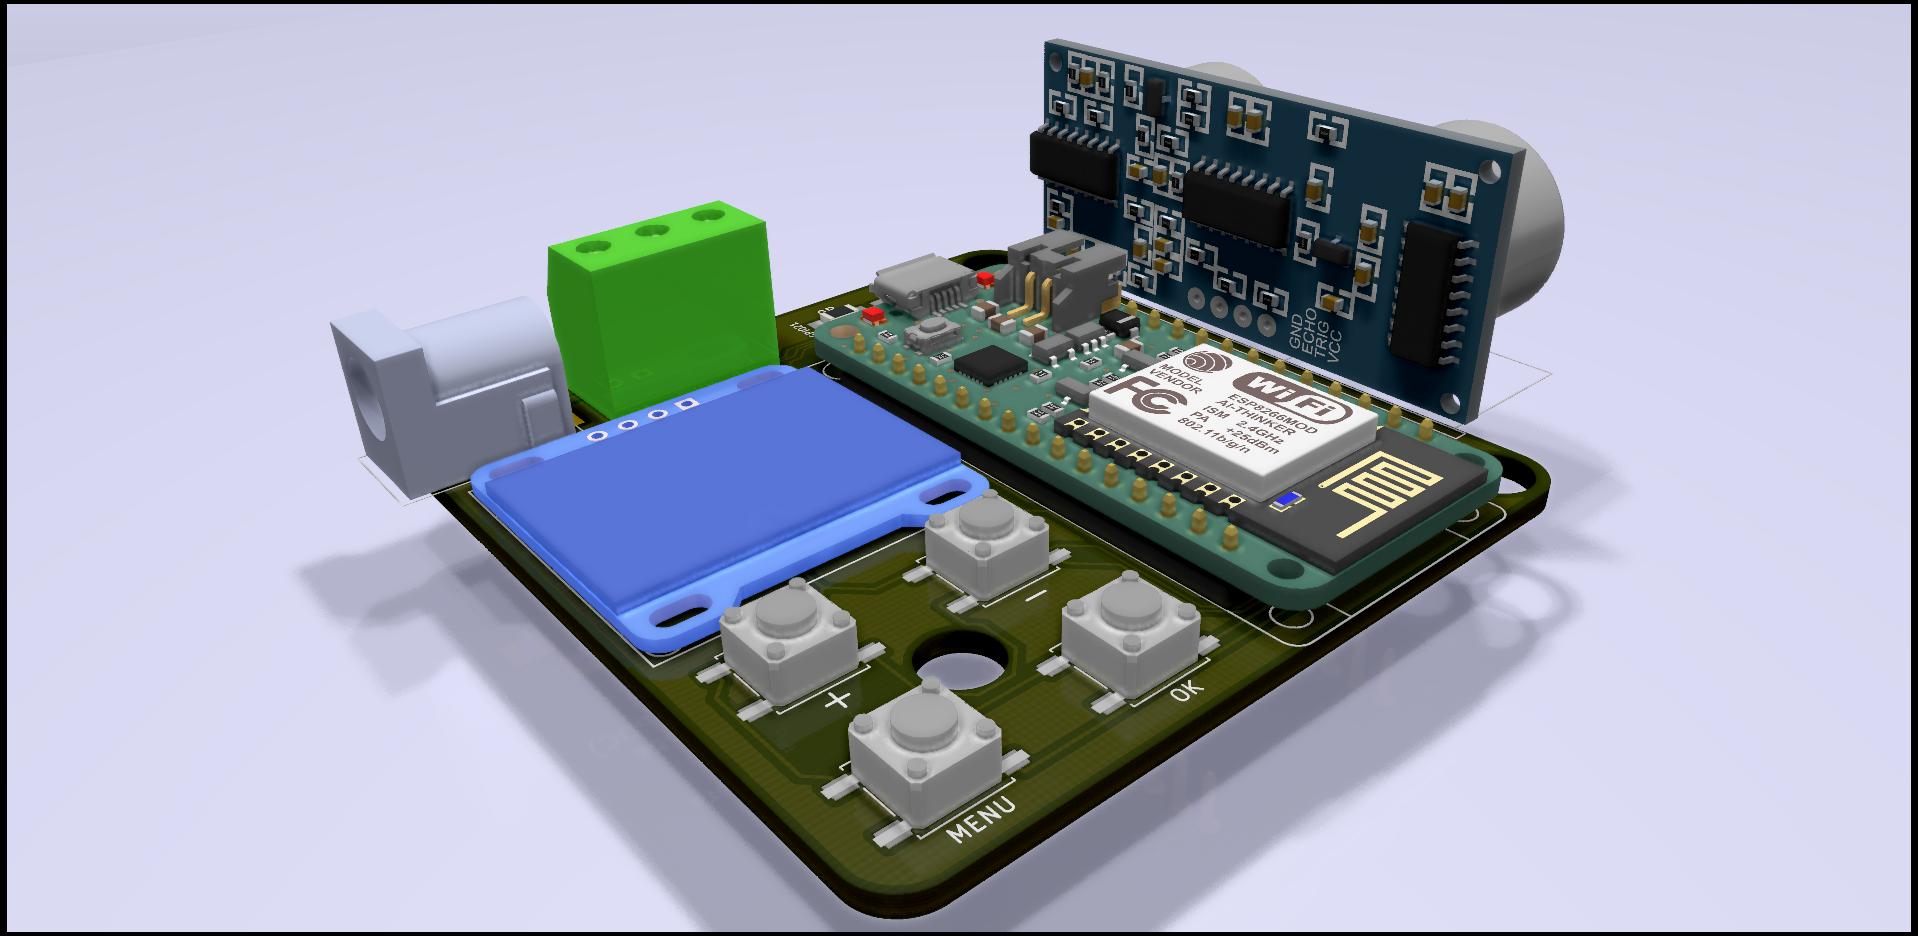 GND
ECHO
TRIG
VCC
MODEL
VENDOR
WiFi
FC
ESP8266MOD
AI-THINKER
ISM 2.4GHz
PA +25dBm
802.11b/g/n
+
−
OK
MENU